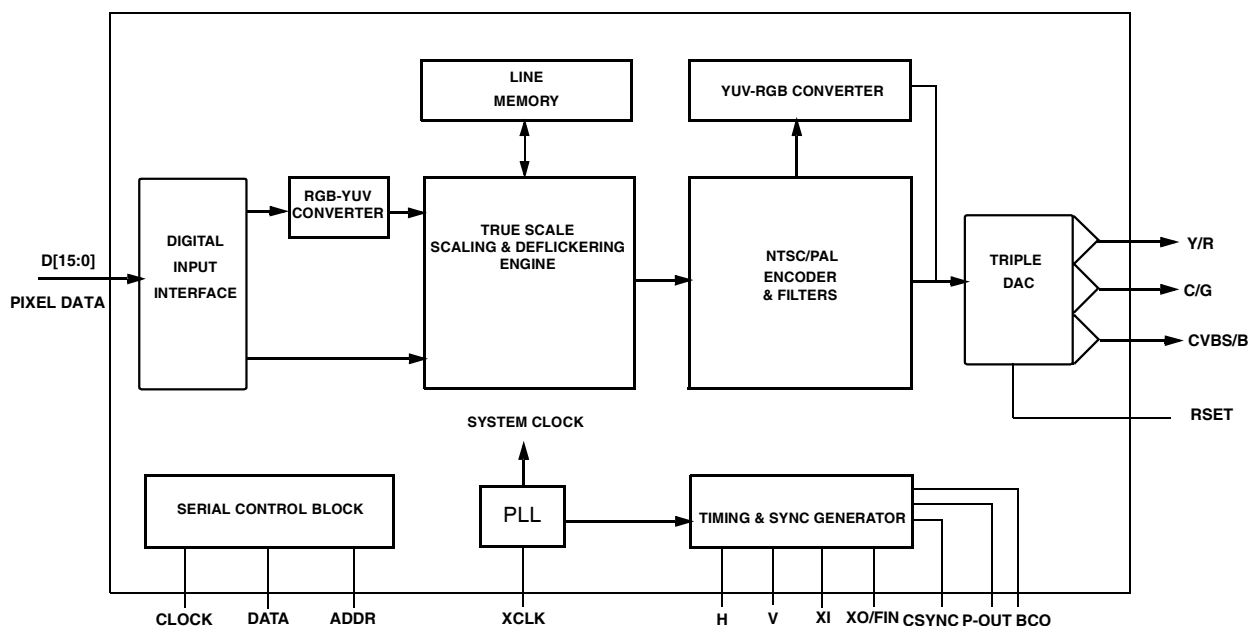 LINE
MEMORY
YUV-RGB CONVERTER
RGB-YUV
CONVERTER
TRUE SCALE
SCALING & DEFLICKERING
ENGINE
DIGITAL
INPUT
INTERFACE
NTSC/PAL
ENCODER
& FILTERS
TRIPLE
DAC
D[15:0]
PIXEL DATA
Y/R
C/G
CVBS/B
RSET
SYSTEM CLOCK
SERIAL CONTROL BLOCK
PLL
TIMING & SYNC GENERATOR
CLOCK
DATA
ADDR
XCLK
H
V
XI
XO/FIN
CSYNC
P-OUT
BCO